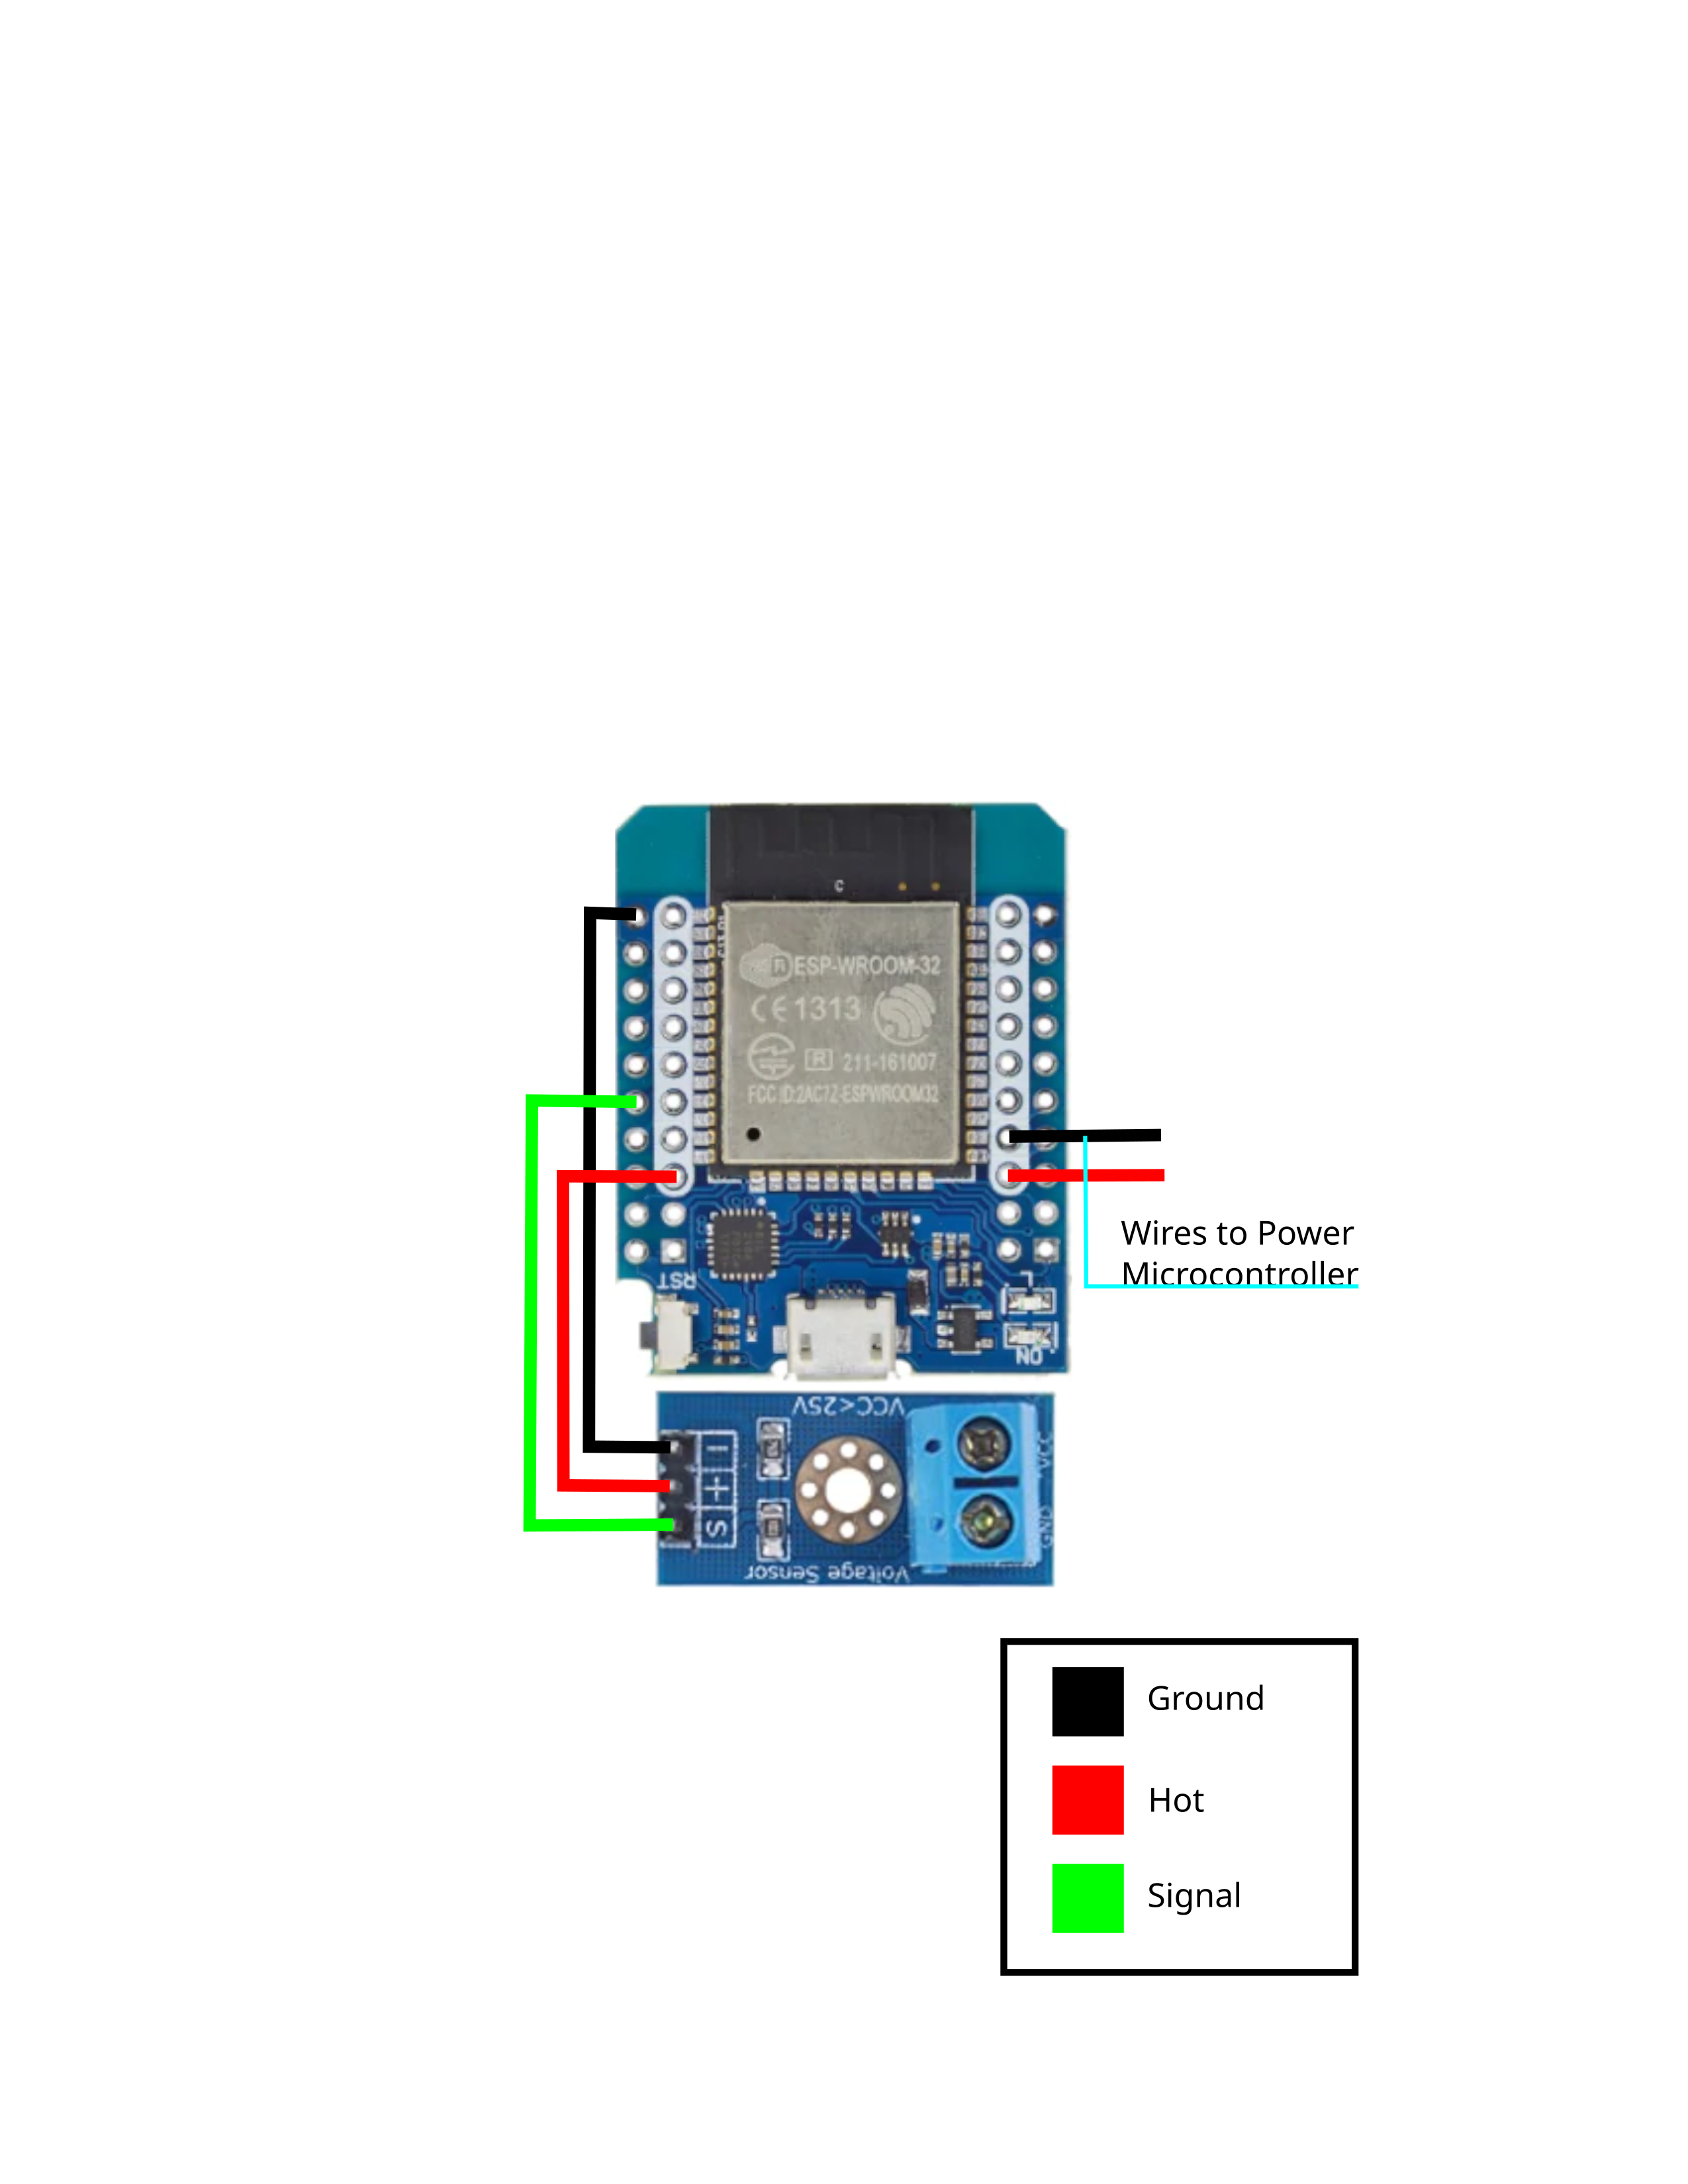 C
ESP-WROOM-32
CE 1313
R 211-161007
FCC ID:2AC7Z-ESPWROOM32
Wires to Power
Microcontroller
RST
L
ON
VCC<25V
-
+
S
VCC
GND
Voltage Sensor
Ground
Hot
Signal